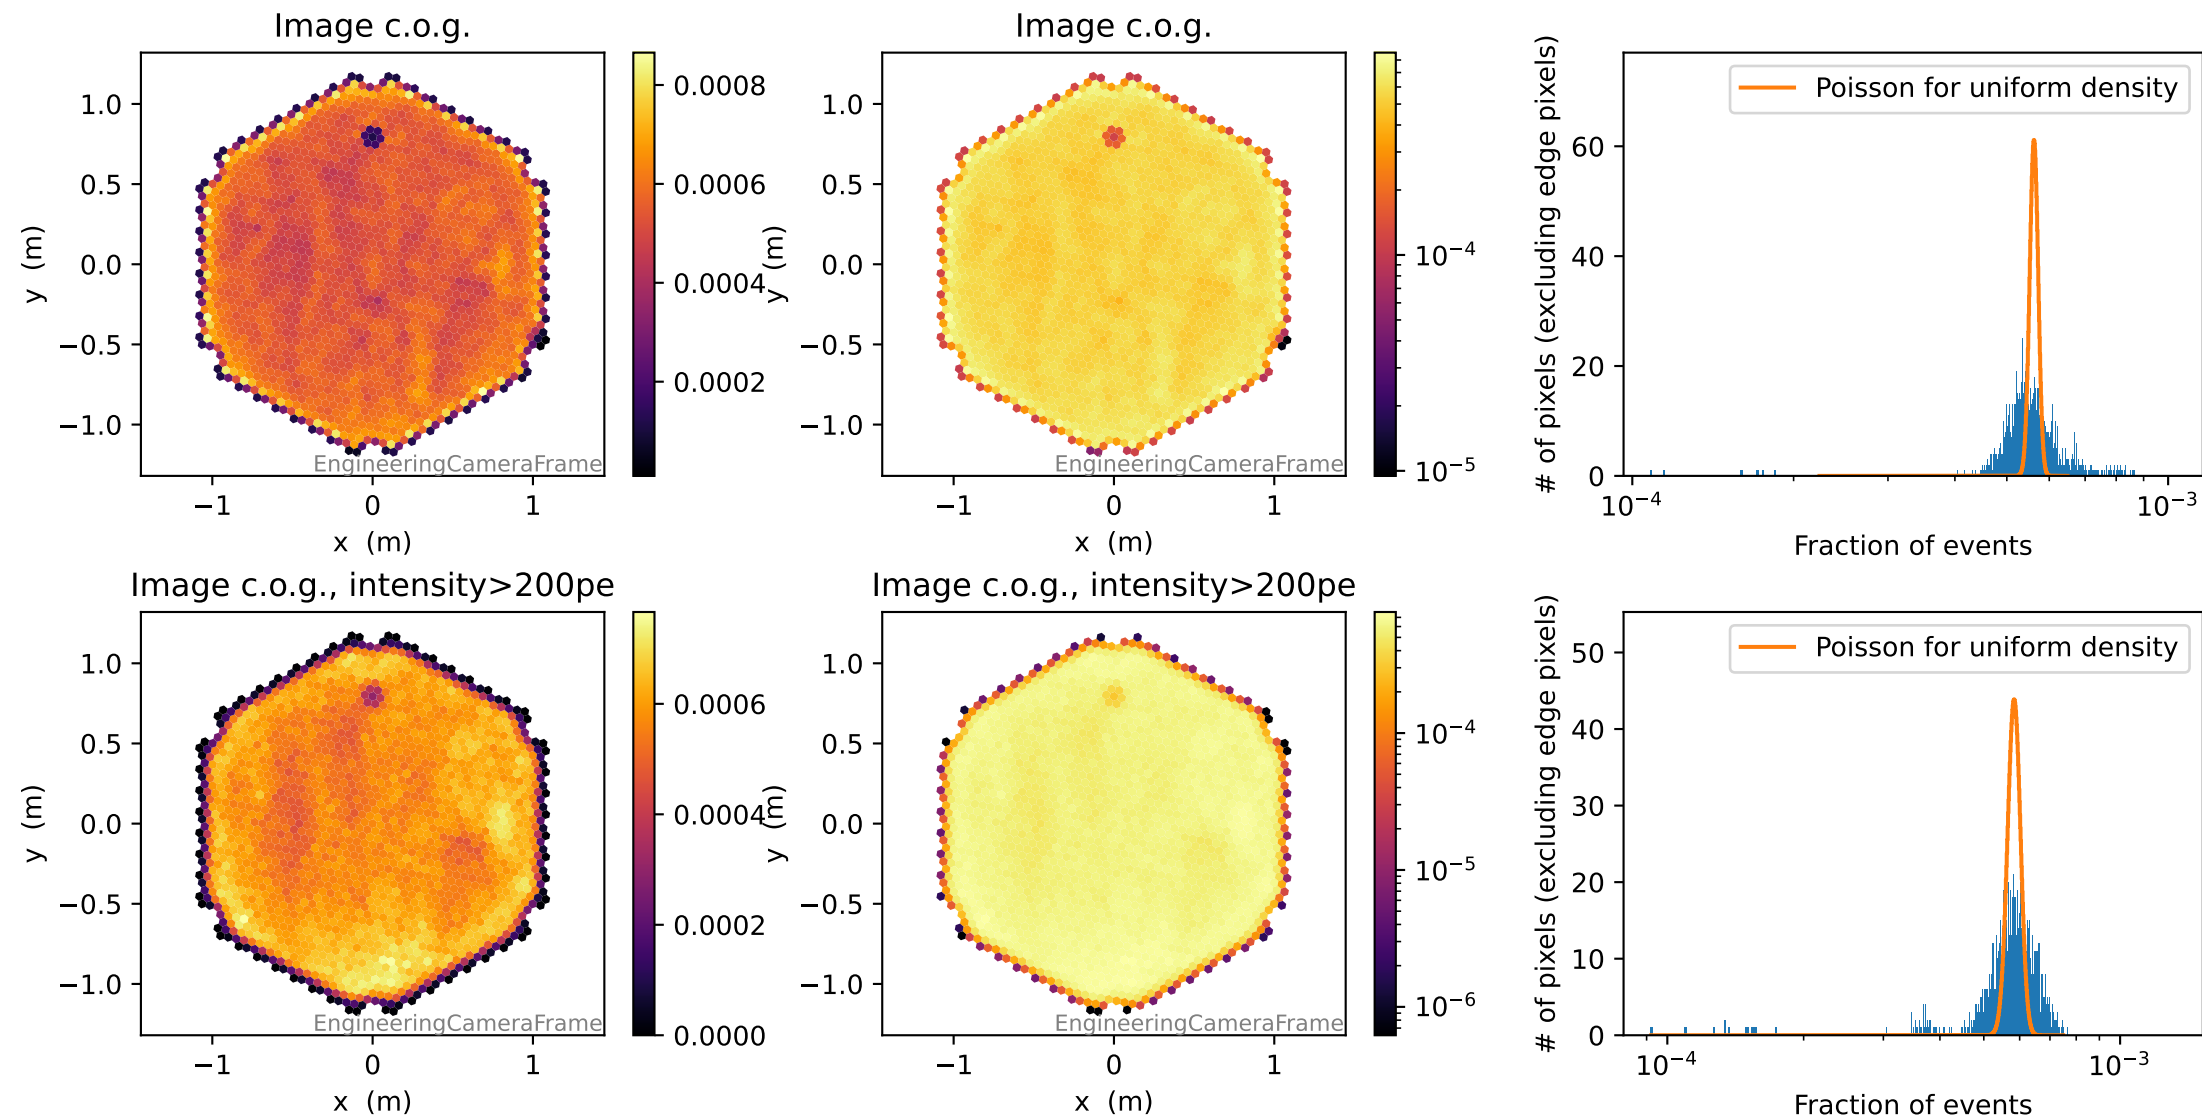 Image c.o.g.
1.0
0.5
0.0
−0.5
−1.0
y (m)
−1
0
1
x (m)
EngineeringCameraFrame
0.0008
0.0006
0.0004
0.0002
Image c.o.g.
1.0
0.5
0.0
−0.5
−1.0
y (m)
−1
0
1
x (m)
EngineeringCameraFrame
10−4
10−5
# of pixels (excluding edge pixels)
60
40
20
0
Poisson for uniform density
10−4
10−3
Fraction of events
Image c.o.g., intensity>200pe
1.0
0.5
0.0
−0.5
−1.0
y (m)
−1
0
1
x (m)
EngineeringCameraFrame
0.0006
0.0004
0.0002
0.0000
Image c.o.g., intensity>200pe
1.0
0.5
0.0
−0.5
−1.0
y (m)
−1
0
1
x (m)
EngineeringCameraFrame
10−4
10−5
10−6
# of pixels (excluding edge pixels)
50
40
30
20
10
0
Poisson for uniform density
10−4
10−3
Fraction of events